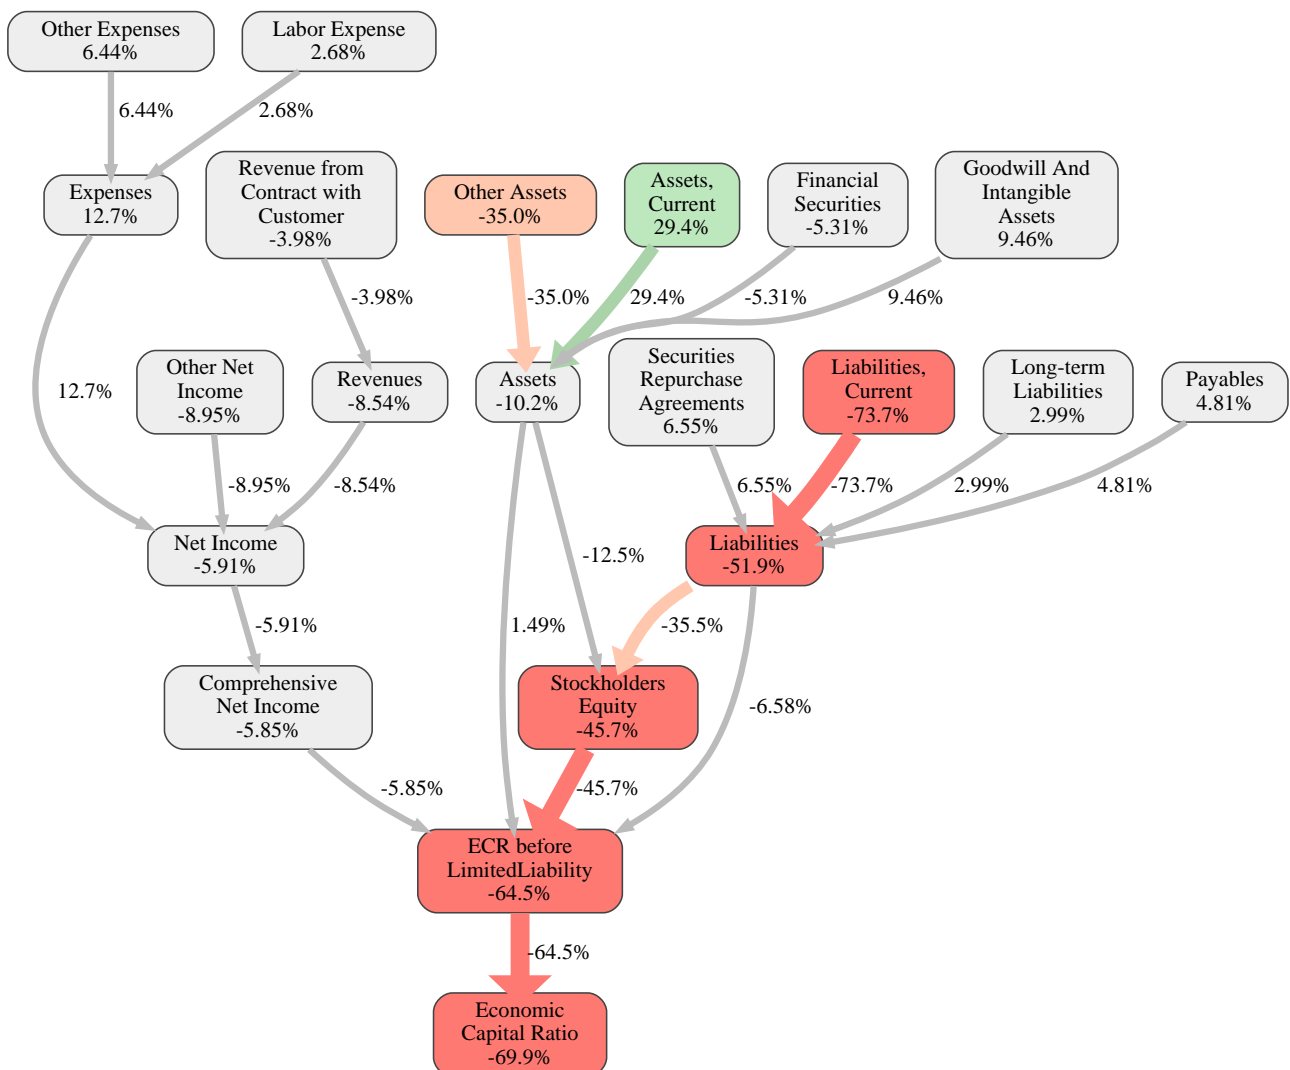 Other Expenses
6.44%
Labor Expense
2.68%
6.44%
2.68%
Expenses
12.7%
Revenue from
Contract with
Customer
-3.98%
Other Assets
-35.0%
Assets,
Current
29.4%
Financial
Securities
-5.31%
Goodwill And
Intangible
Assets
9.46%
-3.98%
-35.0%
29.4%
-5.31%
9.46%
12.7%
Other Net
Income
-8.95%
Revenues
-8.54%
Assets
-10.2%
Securities
Repurchase
Agreements
6.55%
Liabilities,
Current
-73.7%
Long-term
Liabilities
2.99%
Payables
4.81%
-8.95%
-8.54%
6.55%
-73.7%
2.99%
4.81%
Net Income
-5.91%
-12.5%
Liabilities
-51.9%
-5.91%
1.49%
-35.5%
Comprehensive
Net Income
-5.85%
Stockholders
Equity
-45.7%
-6.58%
-5.85%
-45.7%
ECR before
LimitedLiability
-64.5%
-64.5%
Economic
Capital Ratio
-69.9%